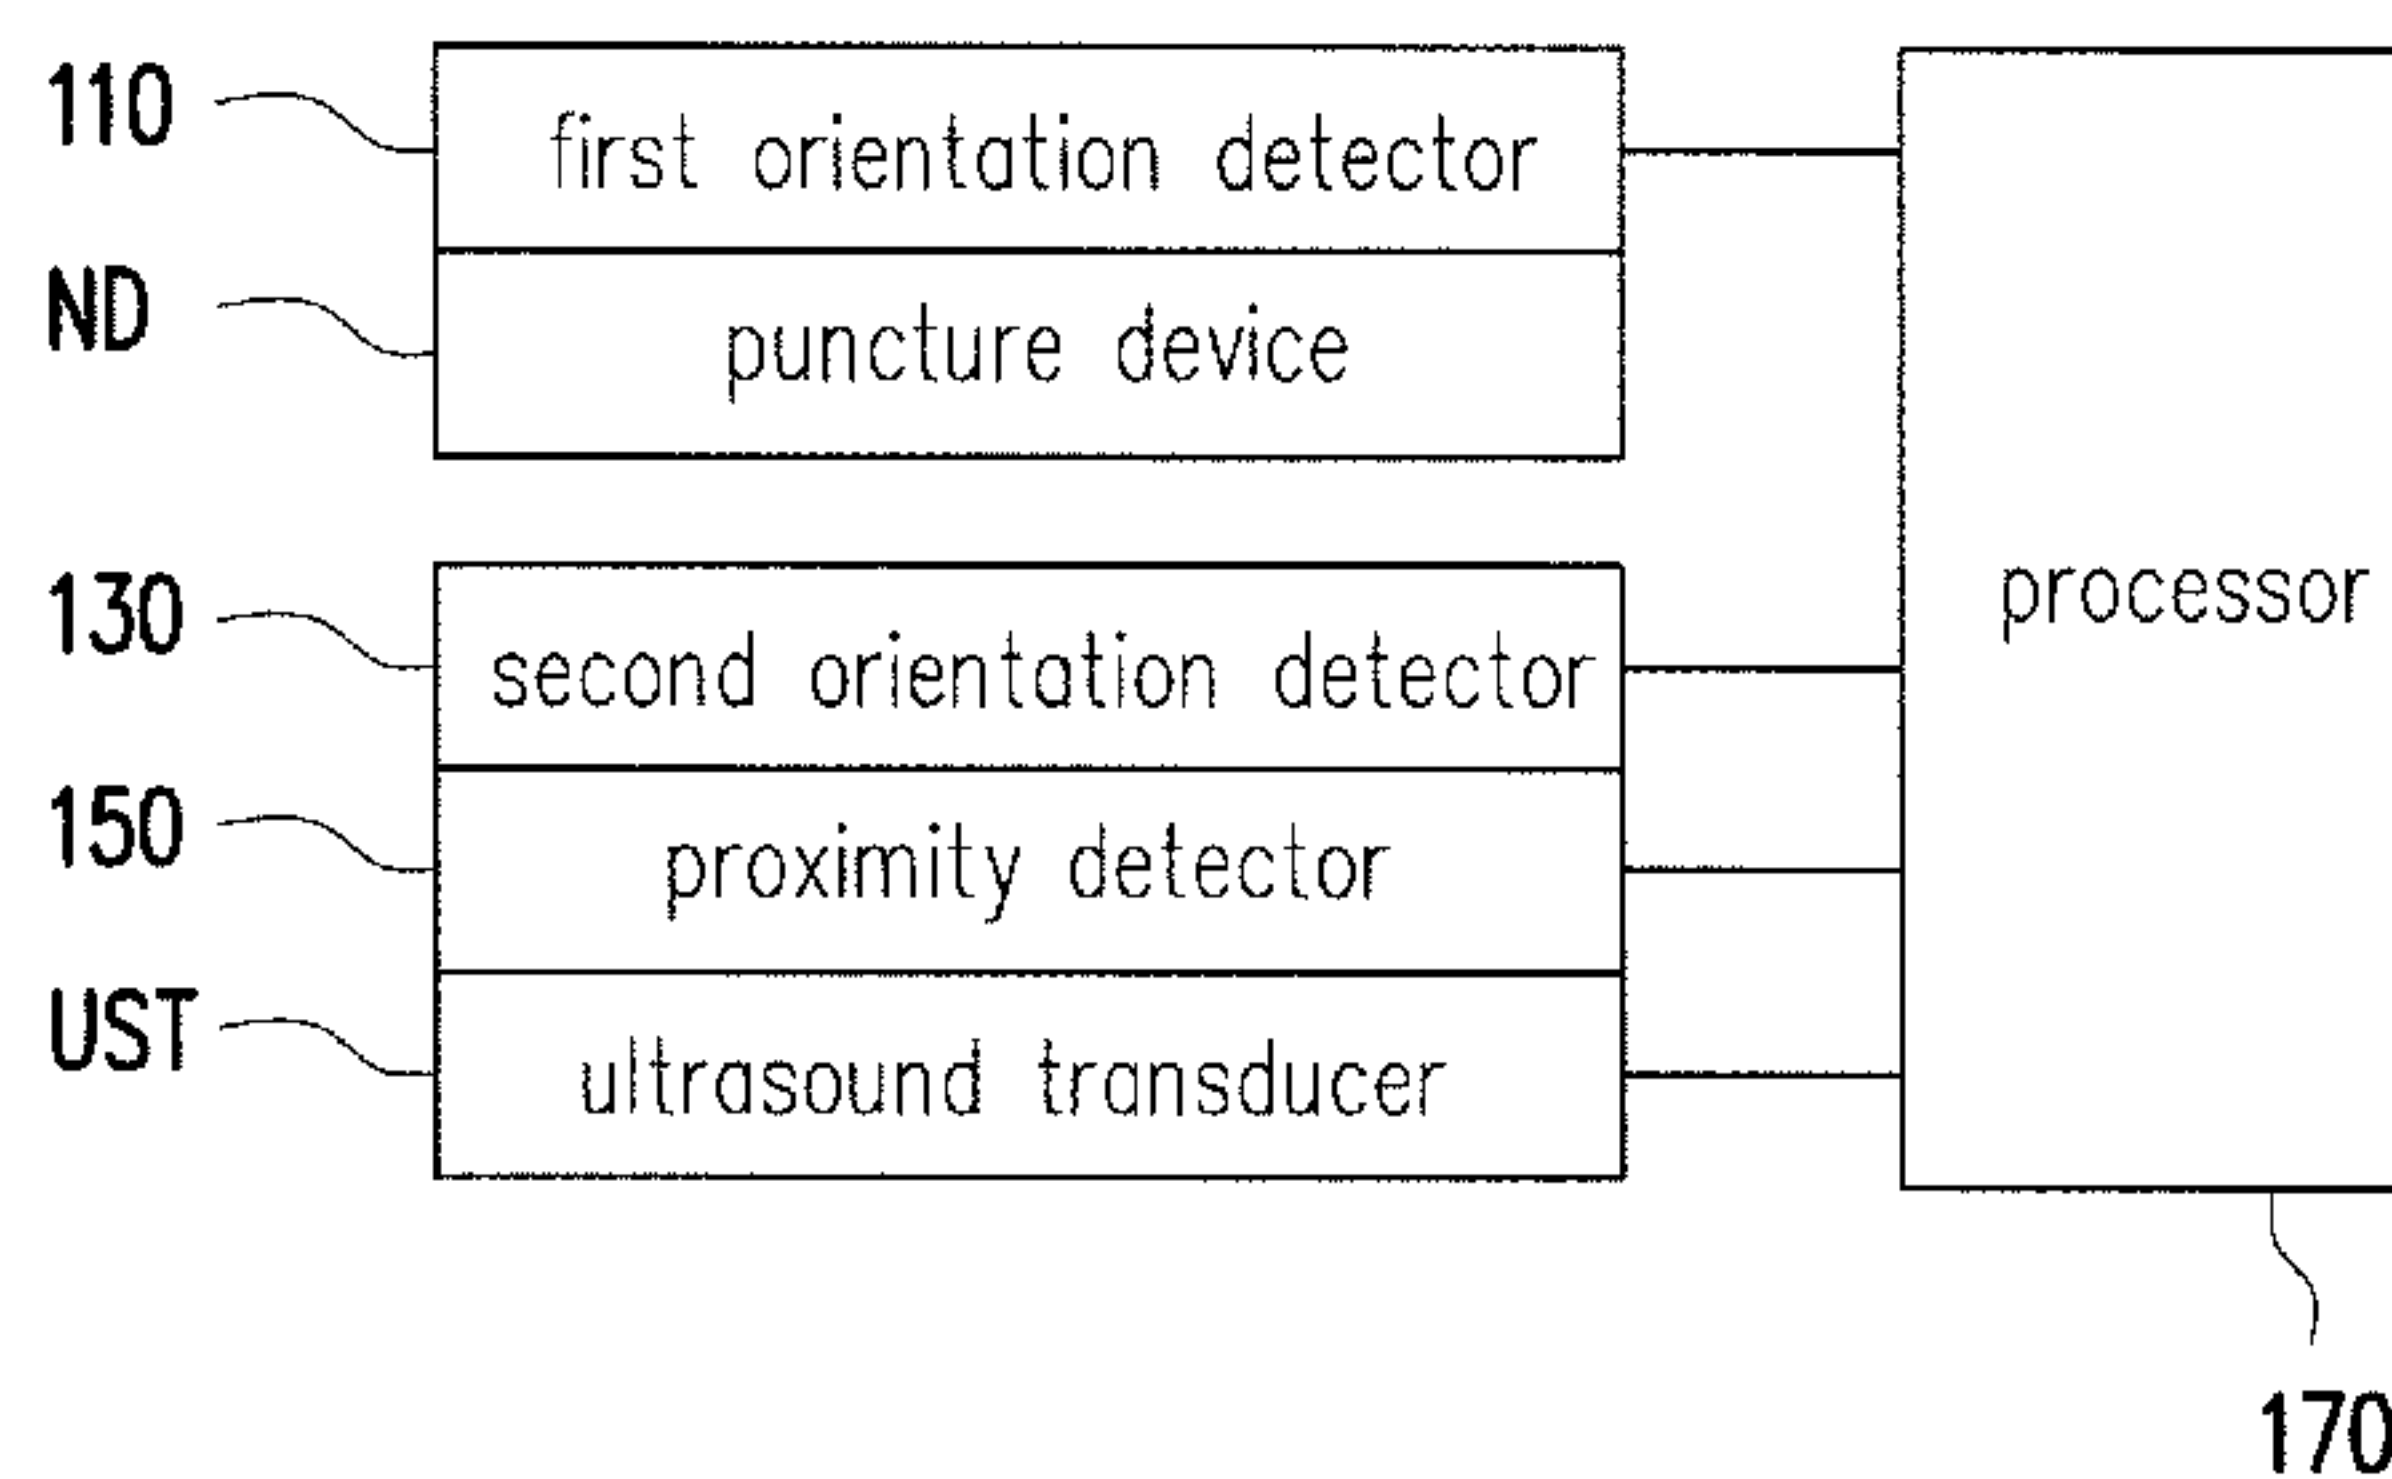 110 first orientation detector
ND puncture device
130 second orientation detector
processor
150 proximity detector
UST ultrasound transducer
170